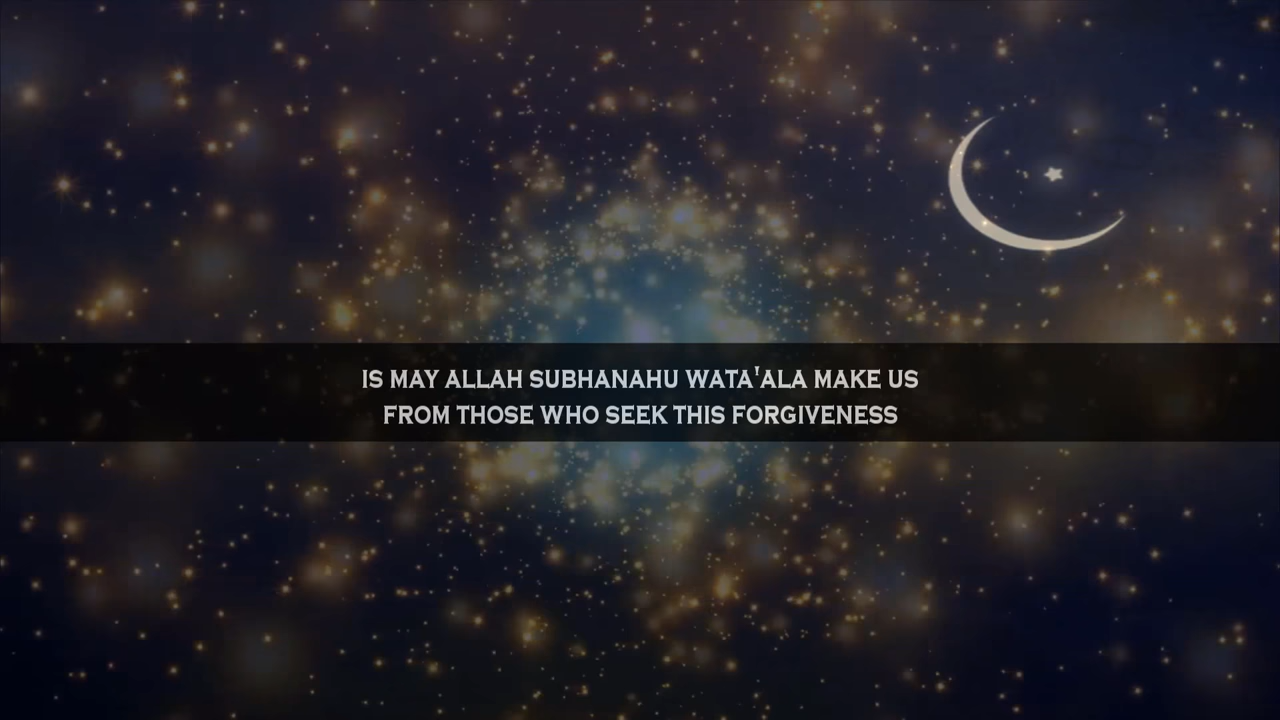 IS MAY ALLAH SUBHANAHU WATA'ALA MAKE US
FROM THOSE WHO SEEK THIS FORGIVENESS